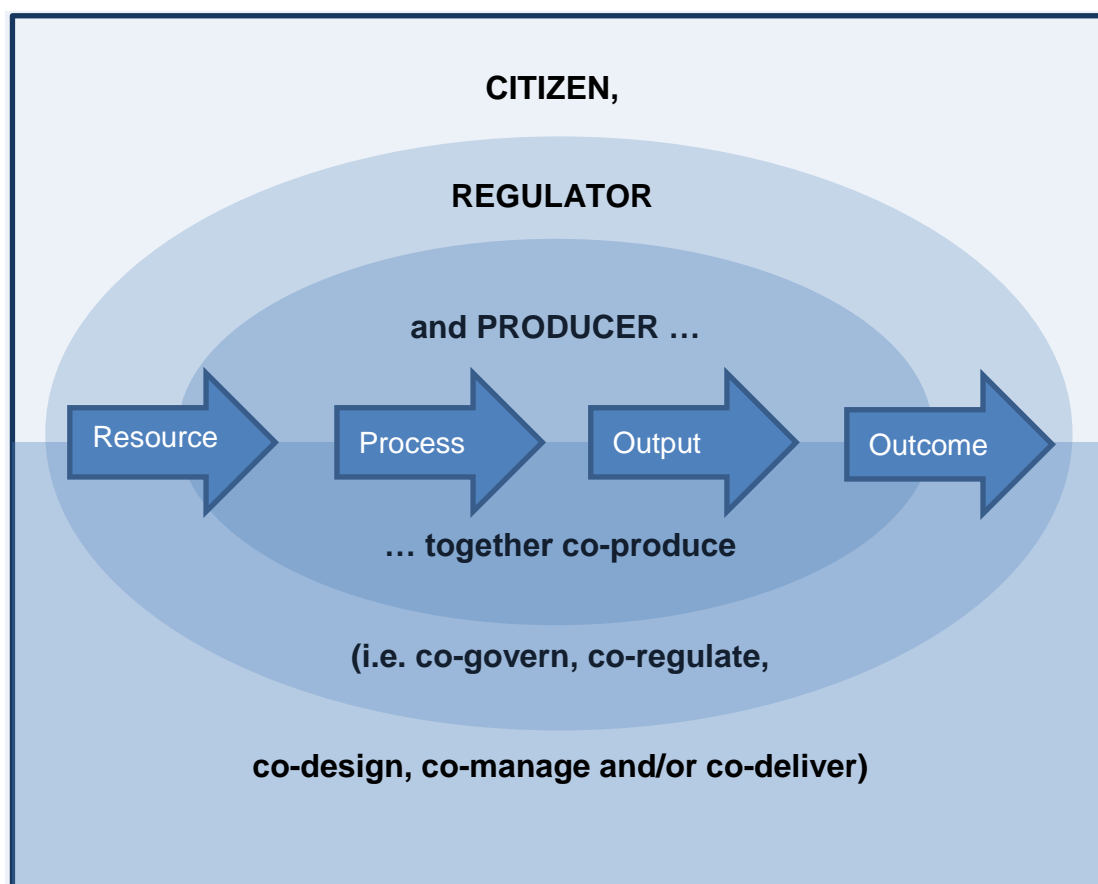 CITIZEN,
REGULATOR
and PRODUCER …
Resource
Process
Output
Outcome
… together co-produce
(i.e. co-govern, co-regulate,
co-design, co-manage and/or co-deliver)